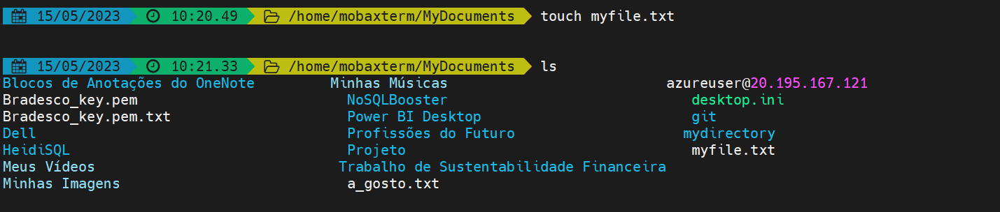 15/05/2023 10:20.49 /home/mobaxterm/MyDocuments touch myfile.txt
15/05/2023 10:21.33 /home/mobaxterm/MyDocuments ls
Blocos de Anotações do OneNote Minhas Músicas azureuser@20.195.167.121
Bradesco_key.pem NoSQLBooster desktop.ini
Bradesco_key.pem.txt Power BI Desktop git
Dell Profissões do Futuro mydirectory
HeidiSQL Projeto myfile.txt
Meus Vídeos Trabalho de Sustentabilidade Financeira
Minhas Imagens a_gosto.txt